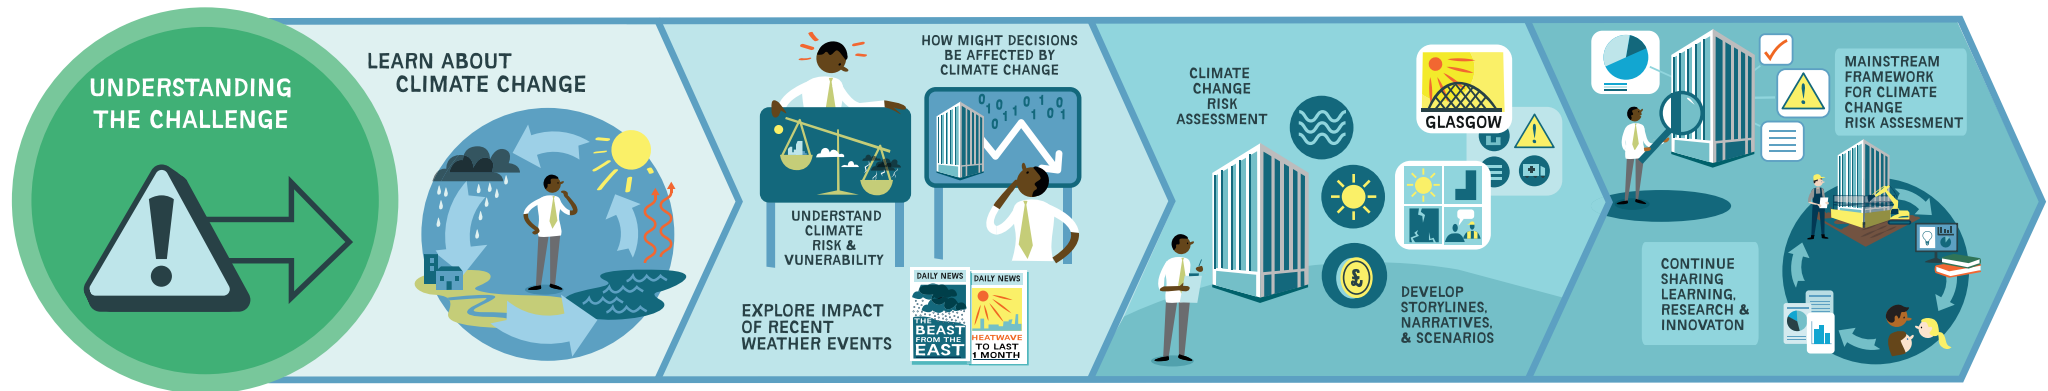 UNDERSTANDING
THE CHALLENGE
LEARN ABOUT
CLIMATE CHANGE
UNDERSTAND
CLIMATE
RISK &
VUNERABILITY
HOW MIGHT DECISIONS
BE AFFECTED BY
CLIMATE CHANGE
EXPLORE IMPACT
OF RECENT
WEATHER EVENTS
DAILY NEWS
THE
BEAST
FROM THE
EAST
DAILY NEWS
HEATWAVE
TO LAST
1 MONTH
CLIMATE
CHANGE
RISK
ASSESSMENT
£
GLASGOW
DEVELOP
STORYLINES,
NARRATIVES,
& SCENARIOS
MAINSTREAM
FRAMEWORK
FOR CLIMATE
CHANGE
RISK ASSESMENT
CONTINUE
SHARING
LEARNING,
RESEARCH &
INNOVATON